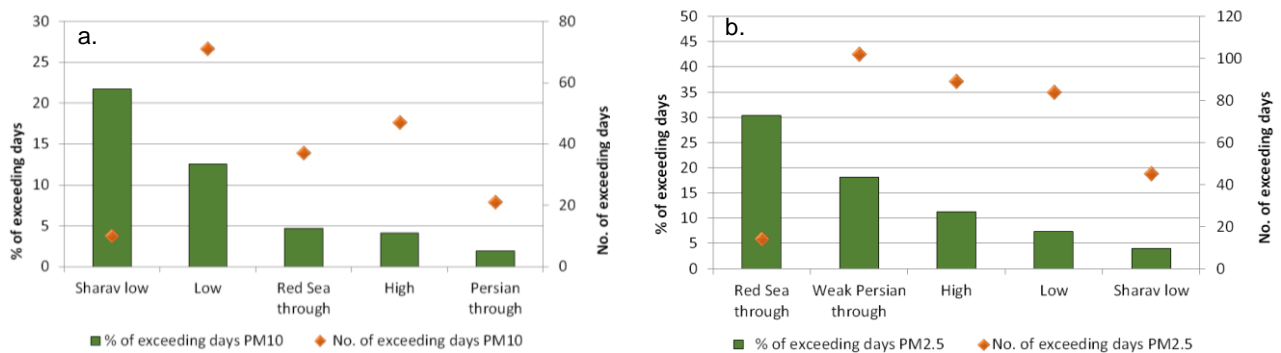 a.
% of exceeding days
30
25
20
15
10
5
0
80
60
40
20
0
No. of exceeding days
Sharav low
Low
Red Sea
through
High
Persian
through
% of exceeding days PM10
No. of exceeding days PM10
b.
% of exceeding days
50
45
40
35
30
25
20
15
10
5
0
120
100
80
60
40
20
0
No. of exceeding days
Red Sea
through
Weak Persian
through
High
Low
Sharav low
% of exceeding days PM2.5
No. of exceeding days PM2.5